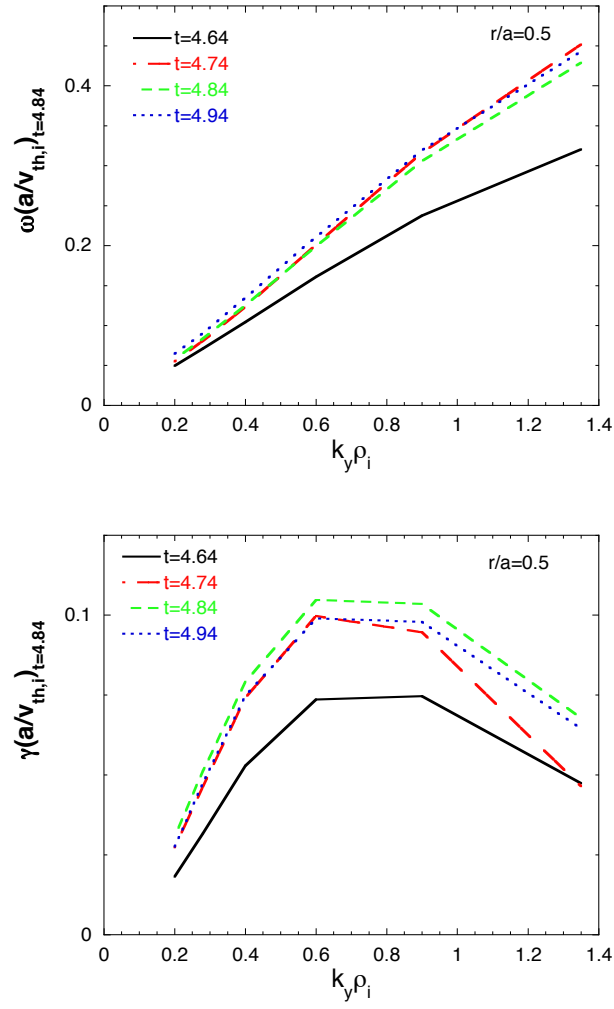 r/a=0.5
t=4.64
t=4.74
t=4.84
t=4.94
0.4
0.2
0
ω(a/v_th,i)_t=4.84
0 0.2 0.4 0.6 0.8 1 1.2 1.4
k_yρ_i
t=4.64
r/a=0.5
t=4.74
t=4.84
t=4.94
0.1
0
γ(a/v_th,i)_t=4.84
0 0.2 0.4 0.6 0.8 1 1.2 1.4
k_yρ_i